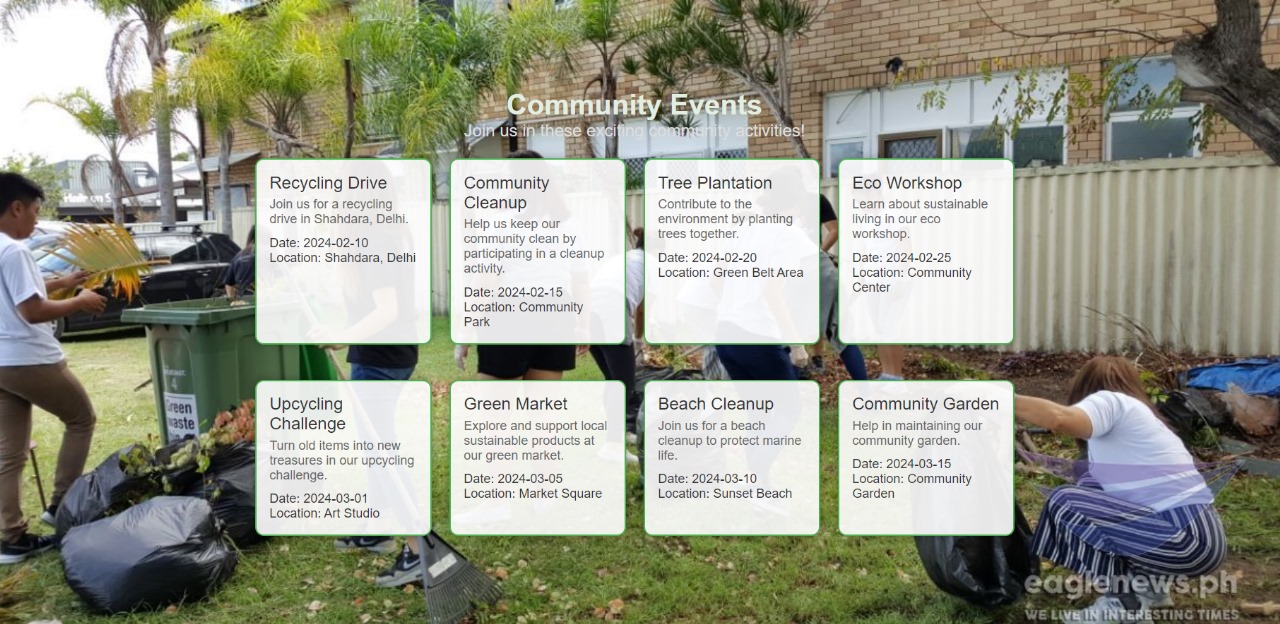 Community Events
Join us in these exciting community activities!
Recycling Drive
Join us for a recycling
drive in Shahdara, Delhi.
Date: 2024-02-10
Location: Shahdara, Delhi
Community
Cleanup
Help us keep our
community clean by
participating in a cleanup
activity.
Date: 2024-02-15
Location: Community
Park
Tree Plantation
Contribute to the
environment by planting
trees together.
Date: 2024-02-20
Location: Green Belt Area
Eco Workshop
Learn about sustainable
living in our eco
workshop.
Date: 2024-02-25
Location: Community
Center
4
Green
waste
Upcycling
Challenge
Turn old items into new
treasures in our upcycling
challenge.
Date: 2024-03-01
Location: Art Studio
Green Market
Explore and support local
sustainable products at
our green market.
Date: 2024-03-05
Location: Market Square
Beach Cleanup
Join us for a beach
cleanup to protect marine
life.
Date: 2024-03-10
Location: Sunset Beach
Community Garden
Help in maintaining our
community garden.
Date: 2024-03-15
Location: Community
Garden
eaglenews.ph
WE LIVE IN INTERESTING TIMES